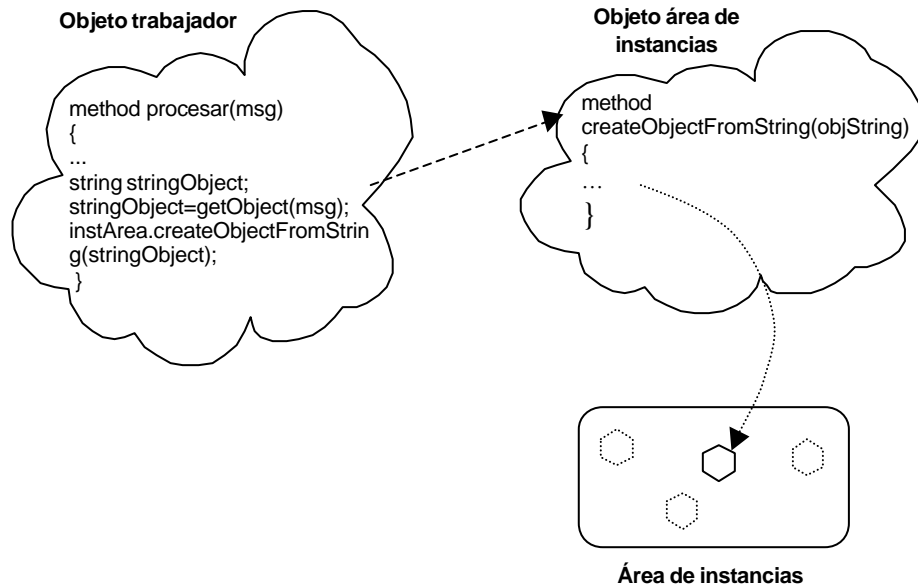 Objeto trabajador
method procesar(msg)
{
...
string stringObject;
stringObject=getObject(msg);
instArea.createObjectFromStrin
g(stringObject);
}
Objeto área de
instancias
method
createObjectFromString(objString)
{
...
}
Área de instancias